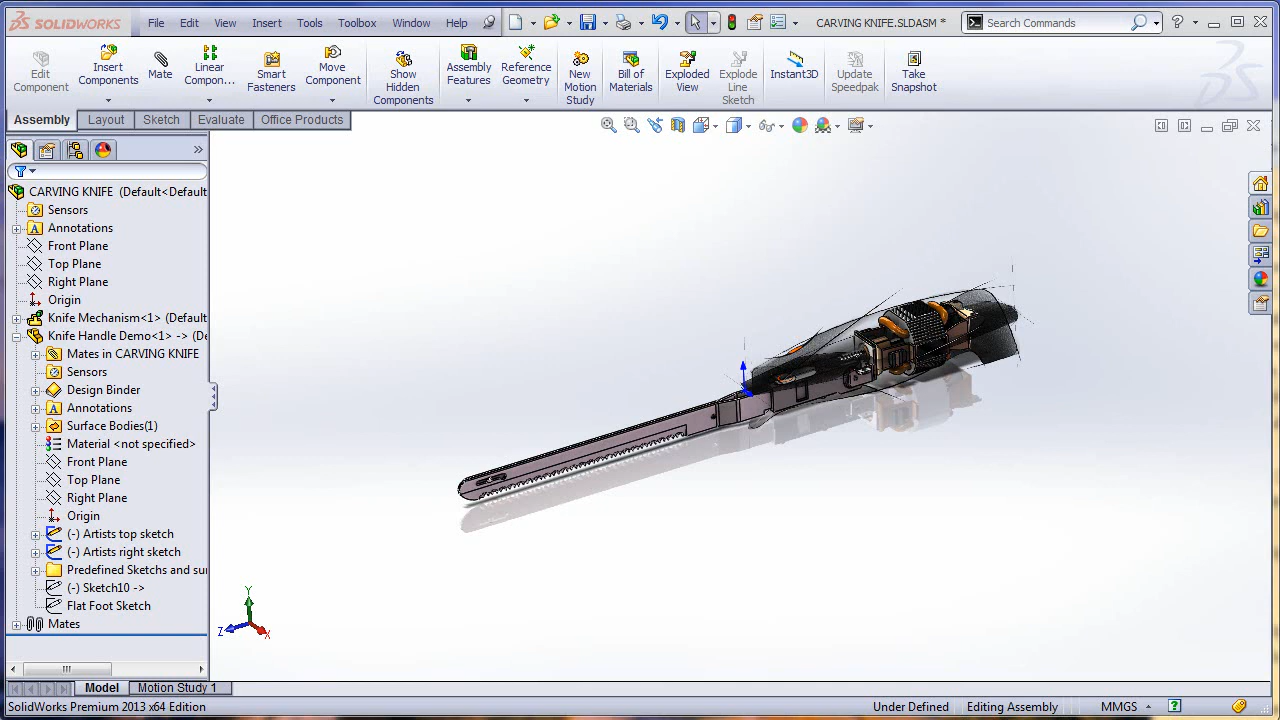 SOLIDWORKS File Edit View Insert Tools Toolbox Window Help CARVING KNIFE.SLDASM * Search Commands ?
Edit Component
Insert Components
Mate
Linear Compon...
Smart Fasteners
Move Component
Show Hidden Components
Assembly Features
Reference Geometry
New Motion Study
Bill of Materials
Exploded View
Explode Line Sketch
Instant3D
Update Speedpak
Take Snapshot
Assembly Layout Sketch Evaluate Office Products
CARVING KNIFE (Default<Default
Sensors
Annotations
Front Plane
Top Plane
Right Plane
Origin
Knife Mechanism<1> (Default
Knife Handle Demo<1> -> (De
Mates in CARVING KNIFE
Sensors
Design Binder
Annotations
Surface Bodies(1)
Material <not specified>
Front Plane
Top Plane
Right Plane
Origin
(-) Artists top sketch
(-) Artists right sketch
Predefined Sketchs and sur
(-) Sketch10 ->
Flat Foot Sketch
Mates
Y
Z
X
Model Motion Study 1
SolidWorks Premium 2013 x64 Edition Under Defined Editing Assembly MMGS ?